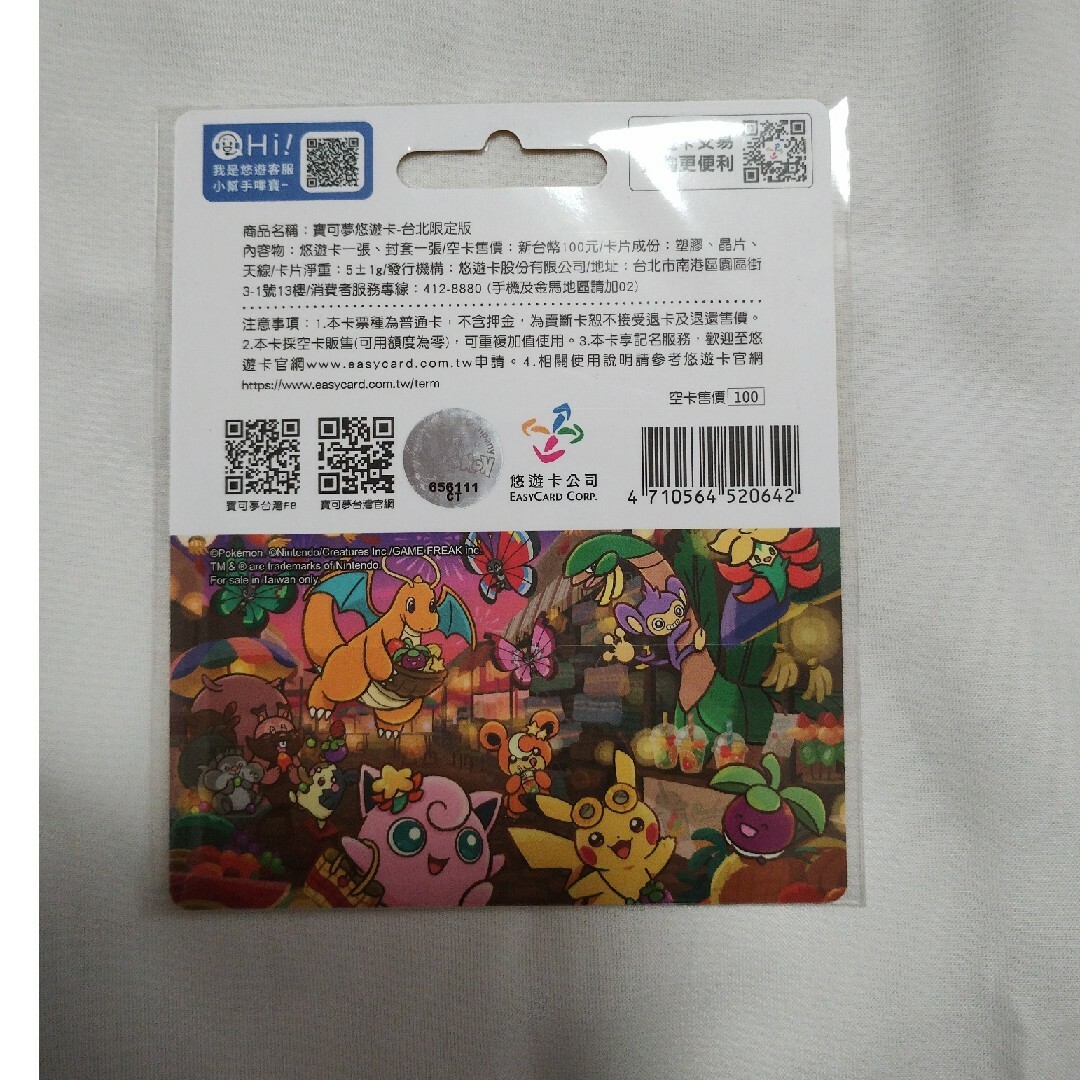 Hi!
我是悠遊客服
小幫手嗶寶~
更便利
商品名稱：寶可夢悠遊卡-台北限定版
內容物：悠遊卡一張、封套一張/空卡售價：新台幣100元/卡片成份：塑膠、晶片、
天線/卡片淨重：5±1g/發行機構：悠遊卡股份有限公司/地址：台北市南港區園區街
3-1號13樓/消費者服務專線：412-8880 (手機及金馬地區請加02)
注意事項：1.本卡票種為普通卡，不含押金，為賣斷卡恕不接受退卡及退還售價。
2.本卡採空卡販售(可用額度為零)，可重複加值使用。3.本卡享記名服務，歡迎至悠
遊卡官網www.easycard.com.tw申請。4.相關使用說明請參考悠遊卡官網
https://www.easycard.com.tw/term
空卡售價 100
寶可夢台灣FB
寶可夢台灣官網
656111
CT
悠遊卡公司
EASYCARD CORP.
4 710564 520642
©Pokémon. ©Nintendo/Creatures Inc./GAME FREAK inc.
TM & ® are trademarks of Nintendo.
For sale in Taiwan only.